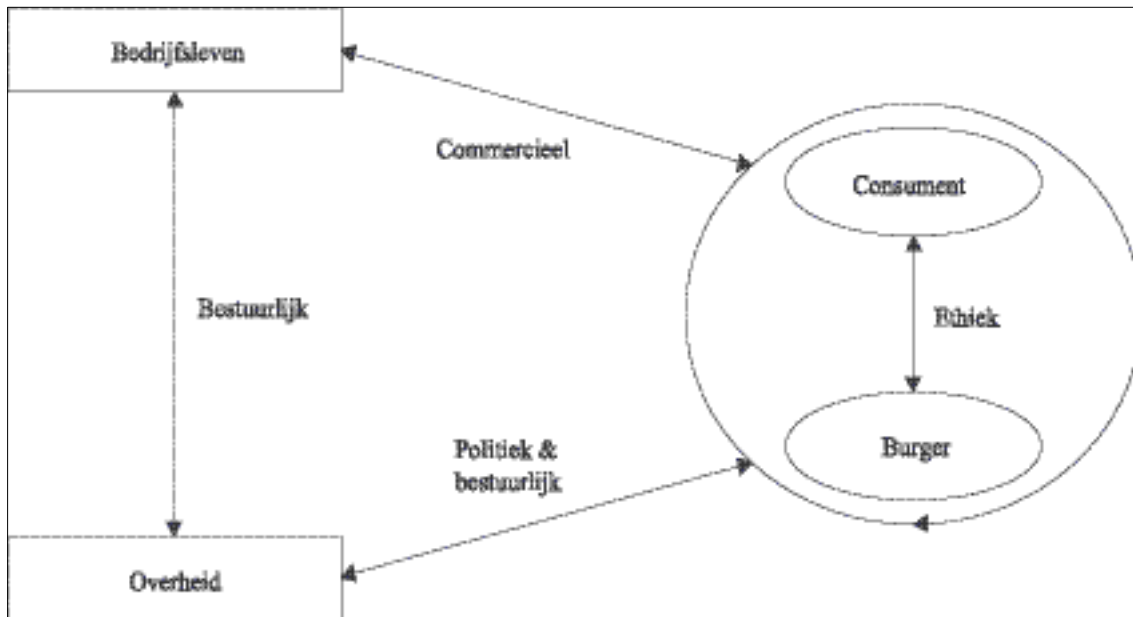 Bedrijfsleven
Commercieel
Consument
Bestuurlijk
Ethiek
Politiek &
bestuurlijk
Burger
Overheid